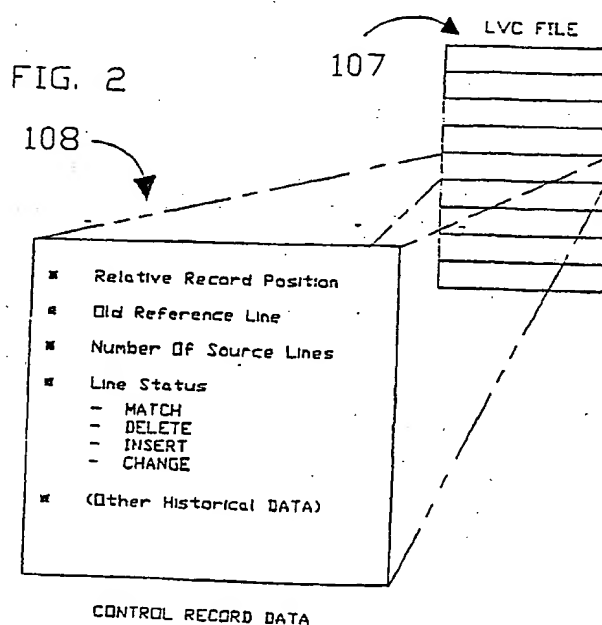 LVC FILE
107
FIG. 2
108
* Relative Record Position
* Old Reference Line
* Number Of Source Lines
* Line Status
- MATCH
- DELETE
- INSERT
- CHANGE
* (Other Historical DATA)
CONTROL RECORD DATA